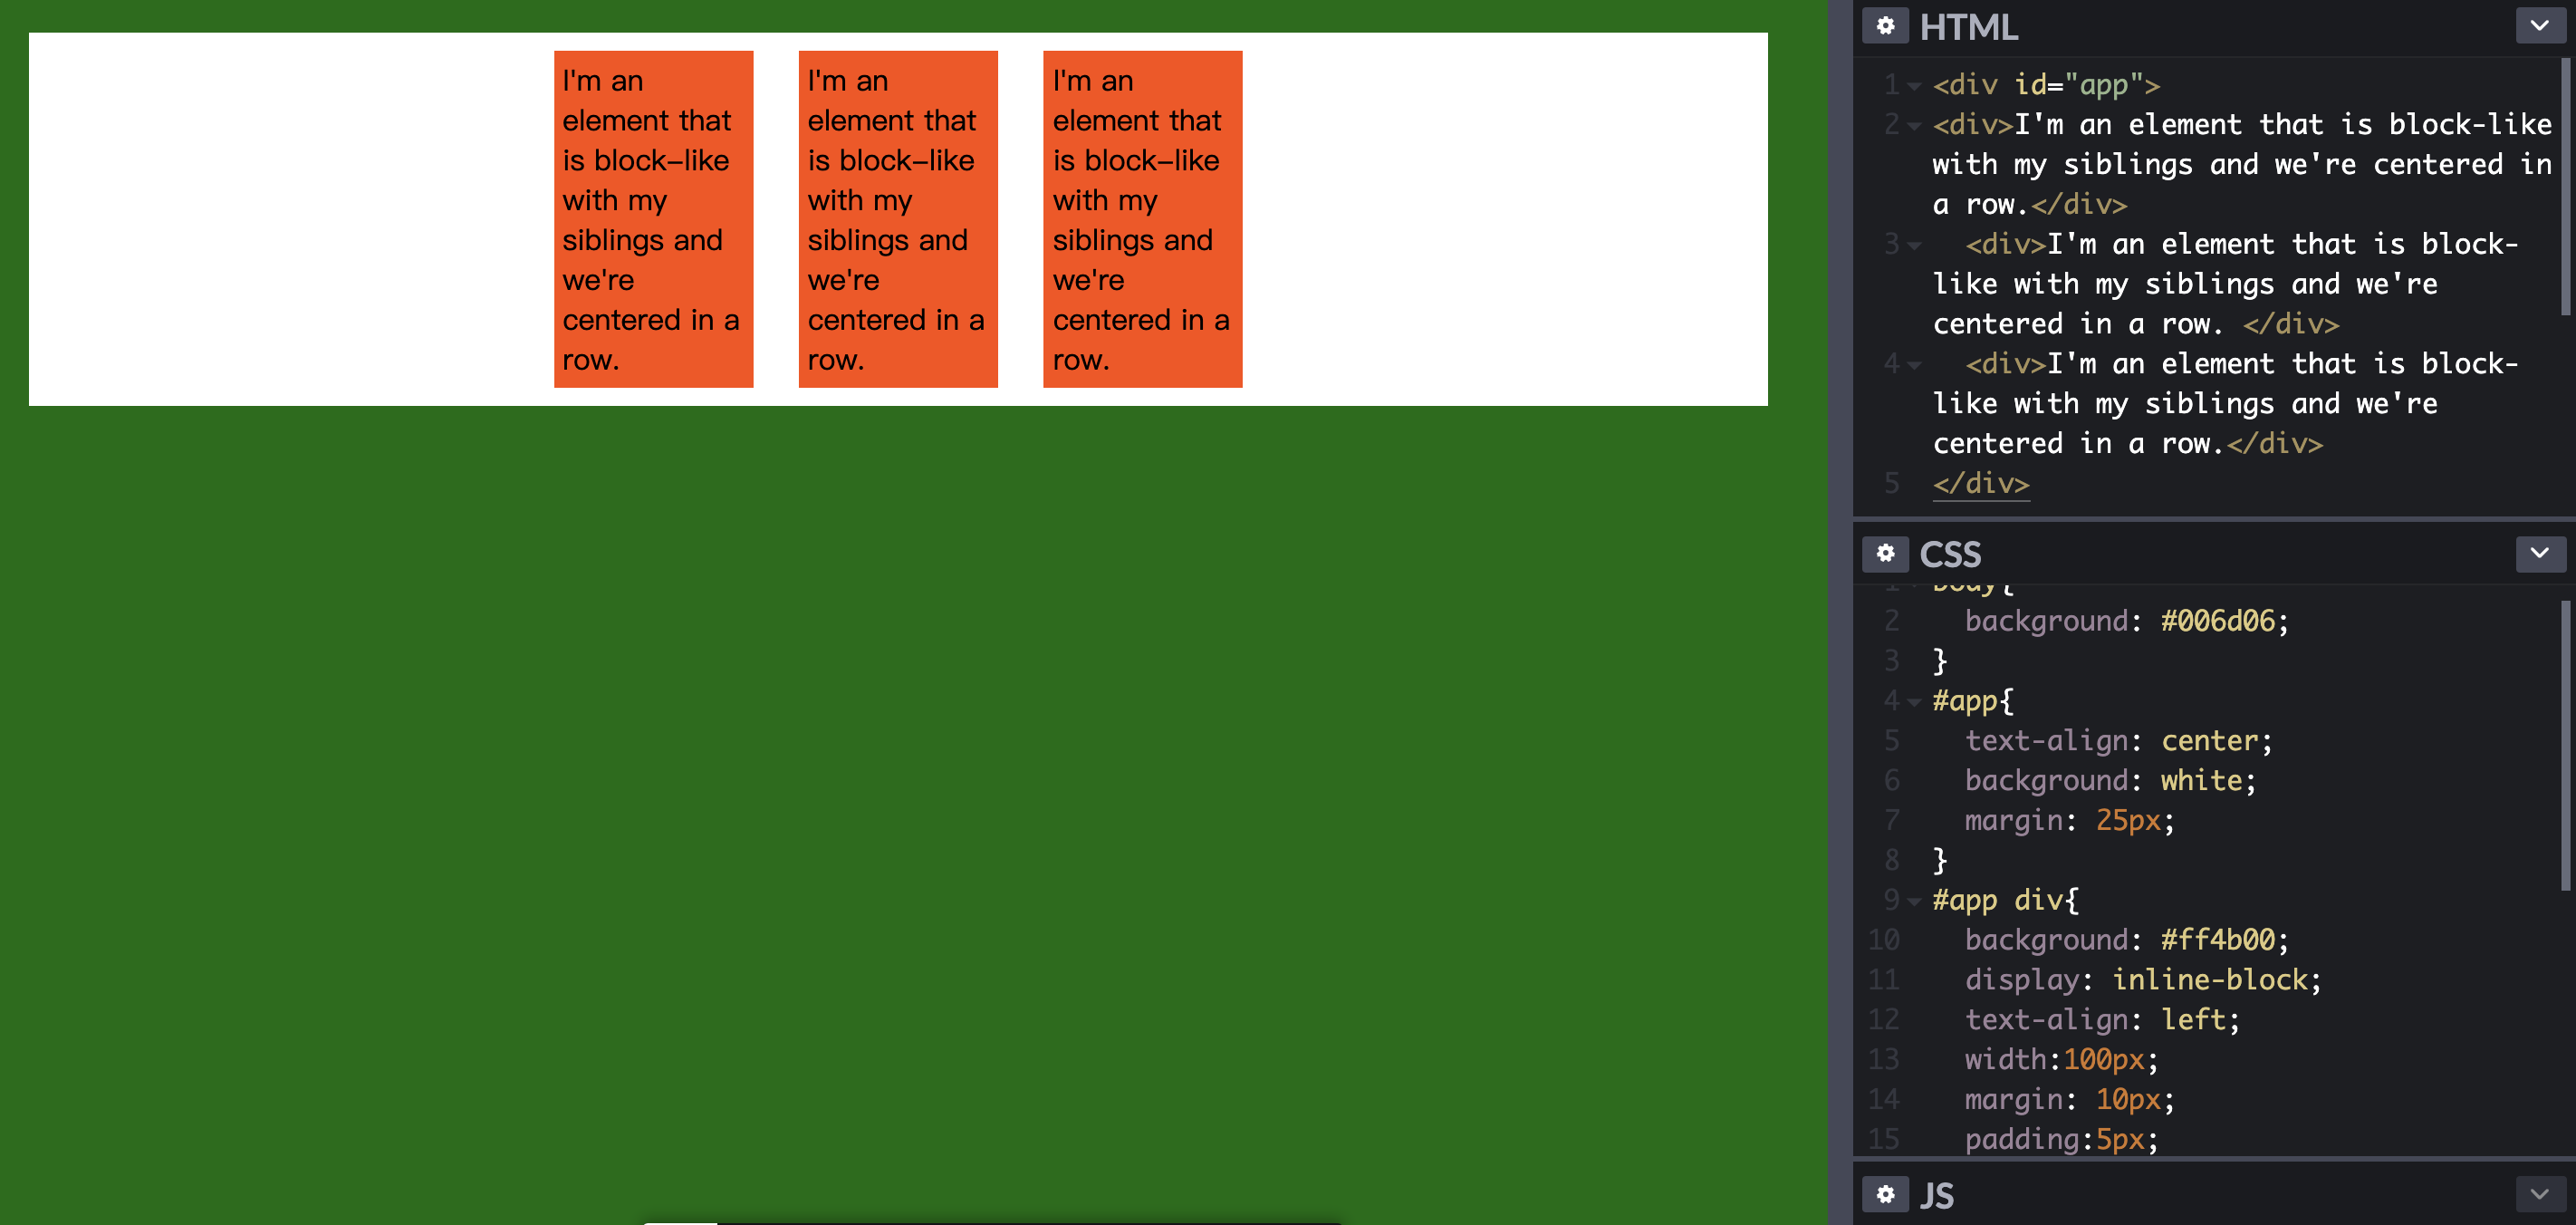 I'm an
element that
is block-like
with my
siblings and
we're
centered in a
row.
I'm an
element that
is block-like
with my
siblings and
we're
centered in a
row.
I'm an
element that
is block-like
with my
siblings and
we're
centered in a
row.
HTML
1 <div id="app">
2 <div>I'm an element that is block-like
with my siblings and we're centered in
a row.</div>
3 <div>I'm an element that is block-
like with my siblings and we're
centered in a row. </div>
4 <div>I'm an element that is block-
like with my siblings and we're
centered in a row.</div>
5 </div>
CSS
1 body{
2 background: #006d06;
3 }
4 #app{
5 text-align: center;
6 background: white;
7 margin: 25px;
8 }
9 #app div{
10 background: #ff4b00;
11 display: inline-block;
12 text-align: left;
13 width:100px;
14 margin: 10px;
15 padding:5px;
JS